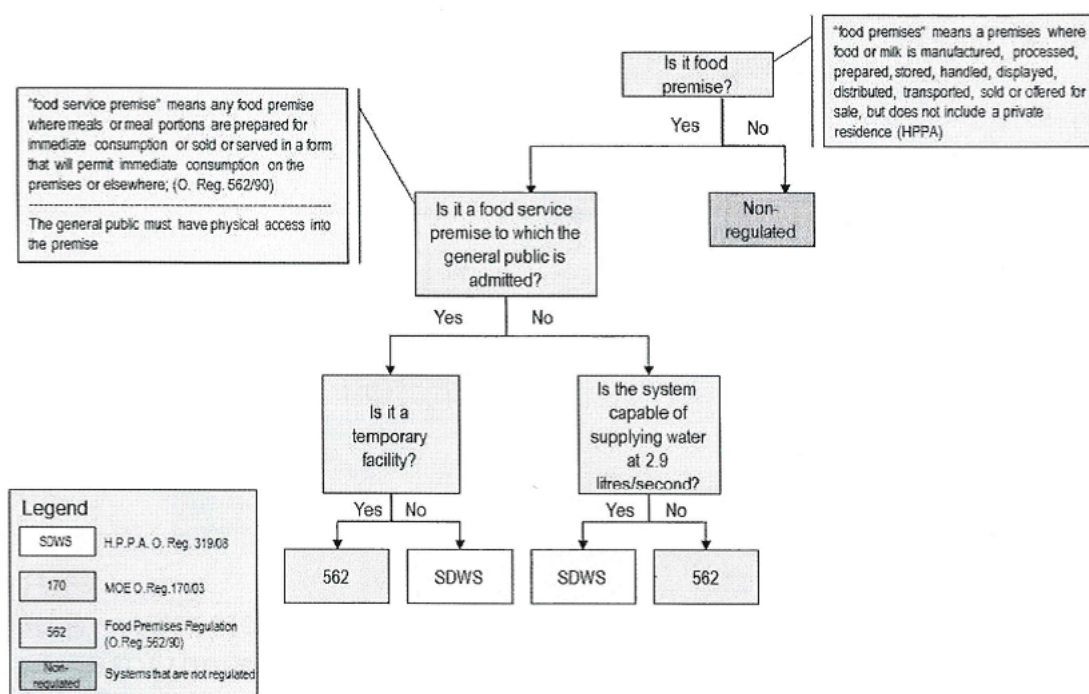 Is it food
premise?
"food premises" means a premises where
food or milk is manufactured, processed,
prepared, stored, handled, displayed,
distributed, transported, sold or offered for
sale, but does not include a private
residence (HPPA)
"food service premise" means any food premise
where meals or meal portions are prepared for
immediate consumption or sold or served in a form
that will permit immediate consumption on the
premises or elsewhere; (O. Reg. 562/90)
The general public must have physical access into
the premise
Yes No
Is it a food service
premise to which the
general public is
admitted?
Non-
regulated
Yes No
Is it a
temporary
facility?
Is the system
capable of
supplying water
at 2.9
litres/second?
Yes No
Yes No
562
SDWS
SDWS
562
Legend
SDWS H.P.P.A. O. Reg. 319/08
170 MOE O.Reg.170/03
562 Food Premises Regulation
(O.Reg.562/90)
Non-
regulated Systems that are not regulated